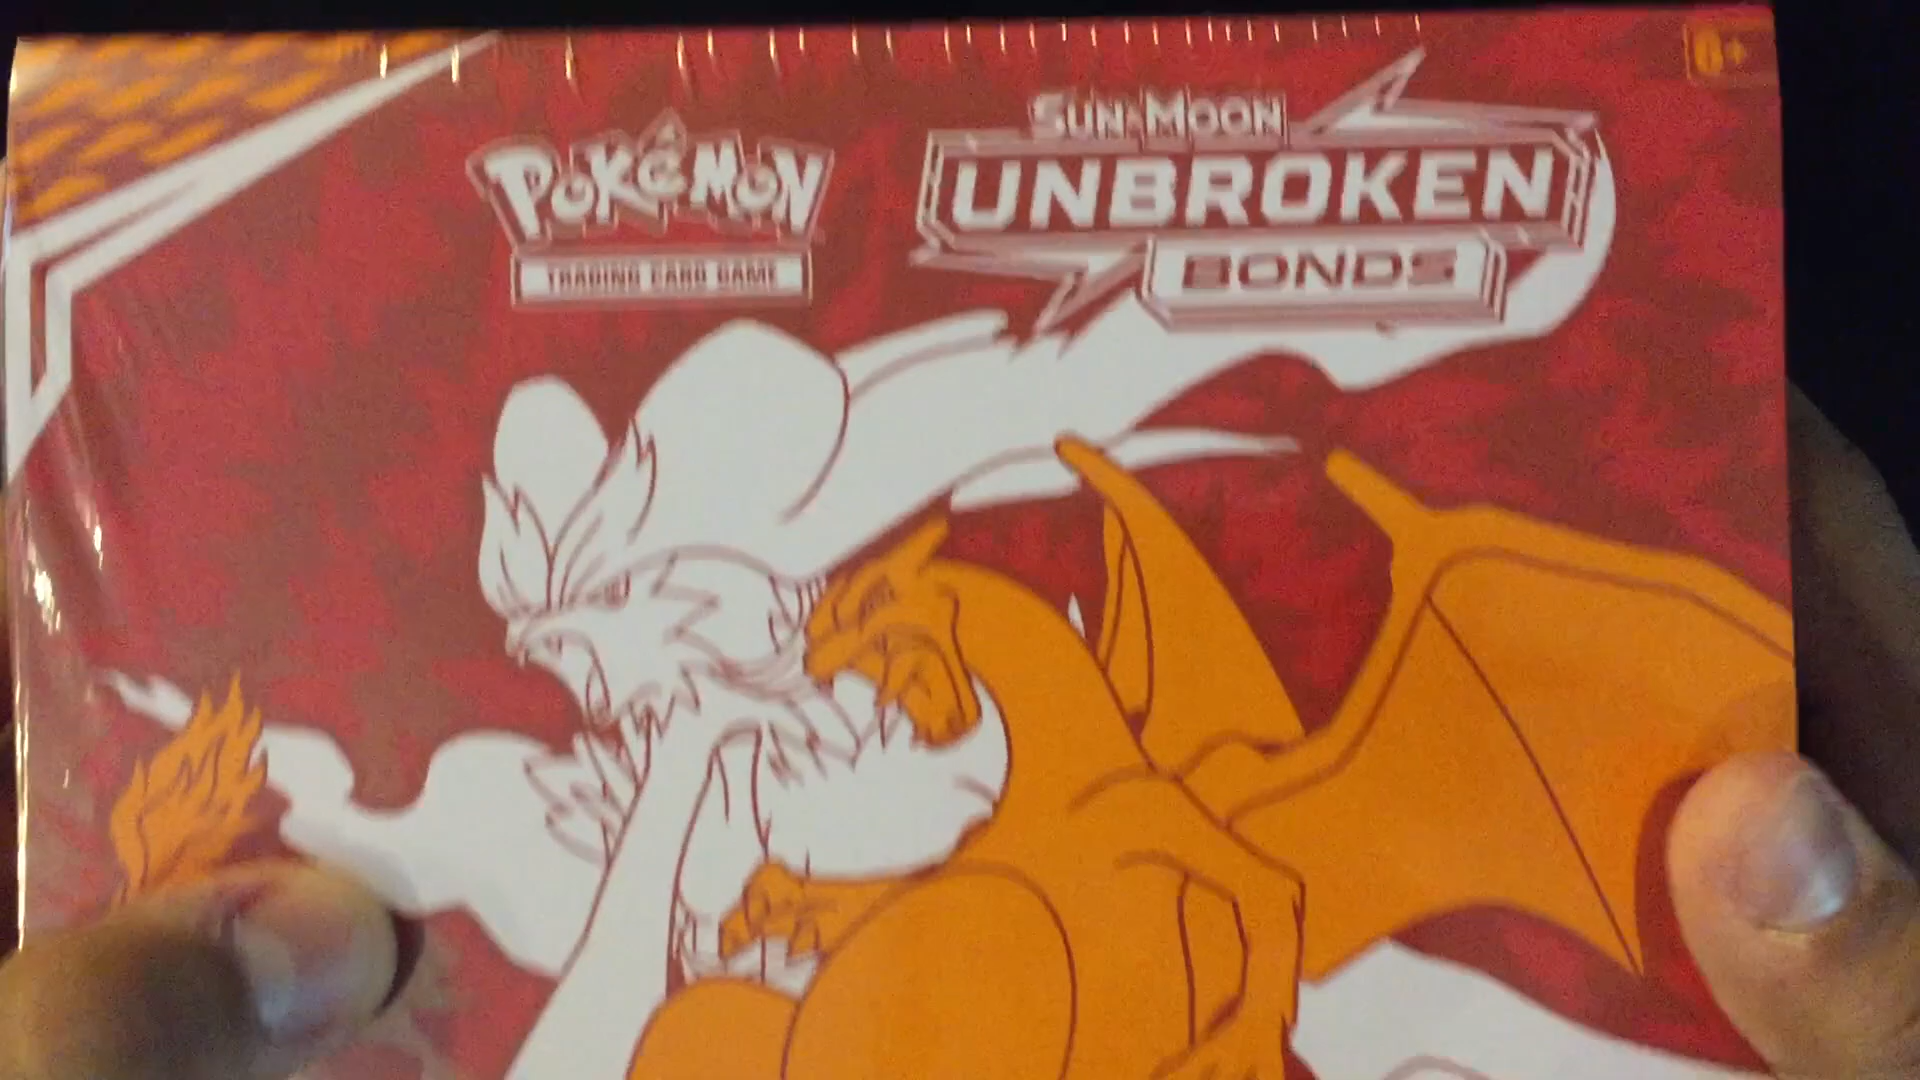 POKéMON
TRADING CARD GAME
SUN & MOON
UNBROKEN
BONDS
6+